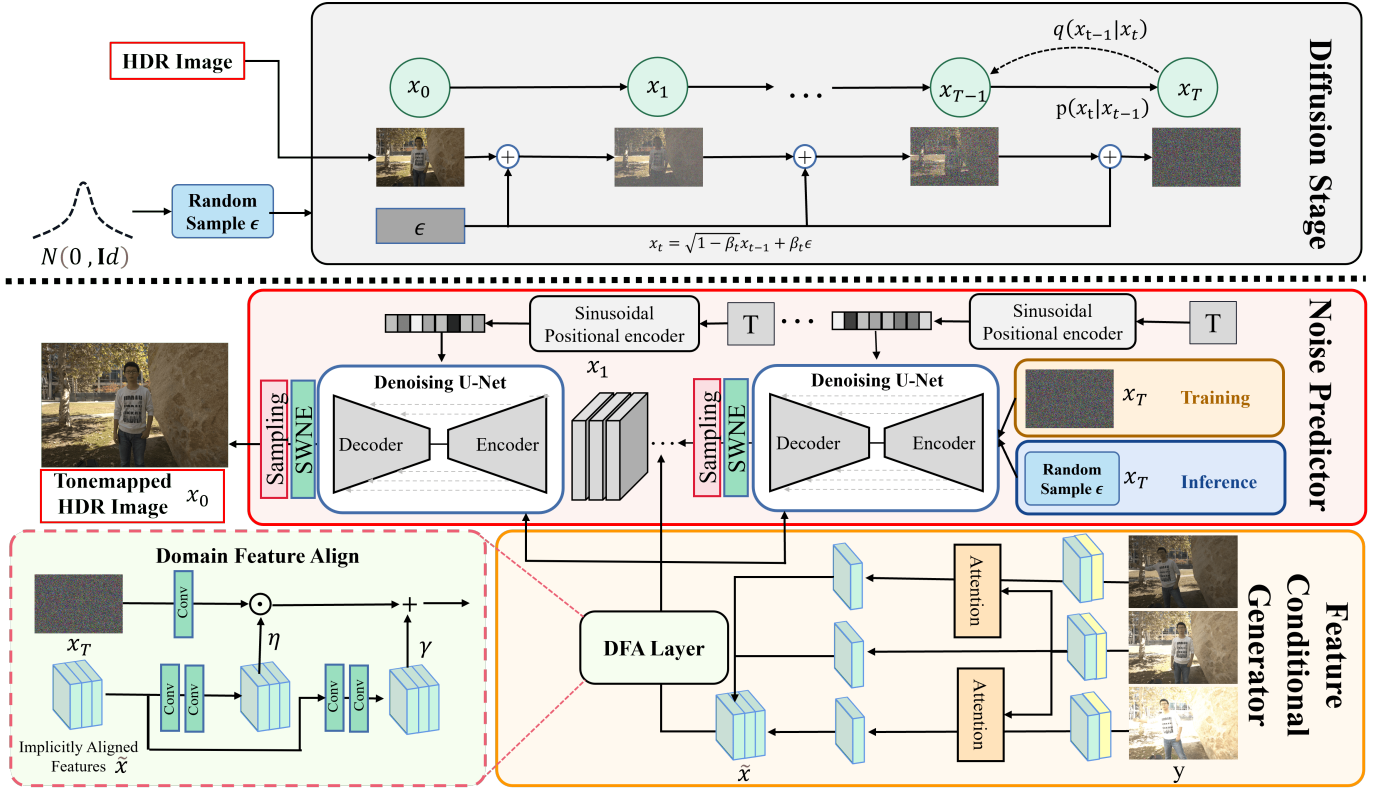 HDR Image
x_0
x_1
...
x_{T-1}
x_T
q(x_{t-1}|x_t)
p(x_t|x_{t-1})
Diffusion Stage
N(0 , Id)
Random
Sample ϵ
ϵ
x_t = √(1 − β_t) x_{t-1} + β_t ϵ
Noise Predictor
Sinusoidal
Positional encoder
T
...
Sinusoidal
Positional encoder
T
x_1
Denoising U-Net
Decoder
Encoder
SWNE
Sampling
...
Denoising U-Net
Decoder
Encoder
SWNE
Sampling
x_T Training
Random
Sample ϵ
x_T Inference
Tonemapped
HDR Image x_0
Domain Feature Align
Conv
x_T
η
γ
+
Conv
Conv
Conv
Conv
Implicitly Aligned
Features x̃
DFA Layer
x̃
Attention
Attention
y
Feature
Conditional
Generator